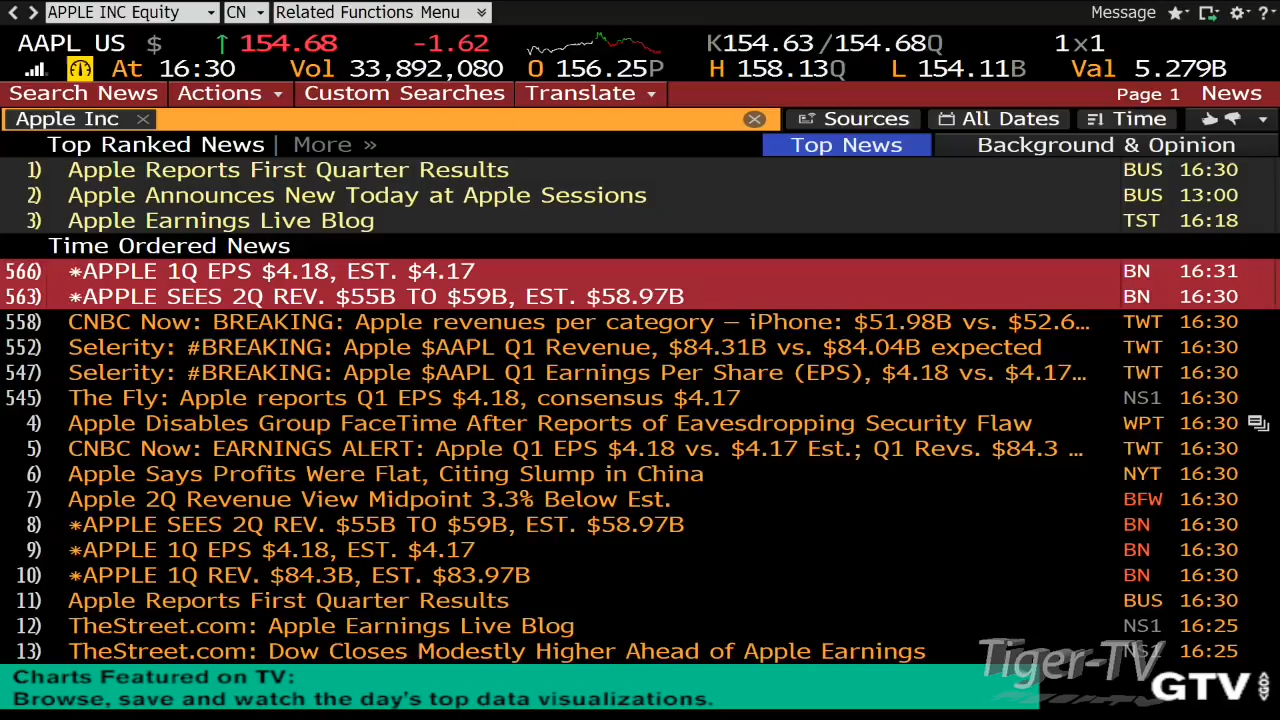 APPLE INC Equity CN Related Functions Menu Message ?
AAPL US $ ↑ 154.68 -1.62 K154.63/154.68Q 1x1
At 16:30 Vol 33,892,080 O 156.25P H 158.13Q L 154.11B Val 5.279B
Search News Actions Custom Searches Translate Page 1 News
Apple Inc Sources All Dates Time
Top Ranked News | More » Top News Background & Opinion
1) Apple Reports First Quarter Results BUS 16:30
2) Apple Announces New Today at Apple Sessions BUS 13:00
3) Apple Earnings Live Blog TST 16:18
Time Ordered News
566) *APPLE 1Q EPS $4.18, EST. $4.17 BN 16:31
563) *APPLE SEES 2Q REV. $55B TO $59B, EST. $58.97B BN 16:30
558) CNBC Now: BREAKING: Apple revenues per category – iPhone: $51.98B vs. $52.6... TWT 16:30
552) Selerity: #BREAKING: Apple $AAPL Q1 Revenue, $84.31B vs. $84.04B expected TWT 16:30
547) Selerity: #BREAKING: Apple $AAPL Q1 Earnings Per Share (EPS), $4.18 vs. $4.17... TWT 16:30
545) The Fly: Apple reports Q1 EPS $4.18, consensus $4.17 NS1 16:30
4) Apple Disables Group FaceTime After Reports of Eavesdropping Security Flaw WPT 16:30
5) CNBC Now: EARNINGS ALERT: Apple Q1 EPS $4.18 vs. $4.17 Est.; Q1 Revs. $84.3 ... TWT 16:30
6) Apple Says Profits Were Flat, Citing Slump in China NYT 16:30
7) Apple 2Q Revenue View Midpoint 3.3% Below Est. BFW 16:30
8) *APPLE SEES 2Q REV. $55B TO $59B, EST. $58.97B BN 16:30
9) *APPLE 1Q EPS $4.18, EST. $4.17 BN 16:30
10) *APPLE 1Q REV. $84.3B, EST. $83.97B BN 16:30
11) Apple Reports First Quarter Results BUS 16:30
12) TheStreet.com: Apple Earnings Live Blog NS1 16:25
13) TheStreet.com: Dow Closes Modestly Higher Ahead of Apple Earnings NS1 16:25
Tiger-TV
Charts Featured on TV:
Browse, save and watch the day's top data visualizations.
GTV